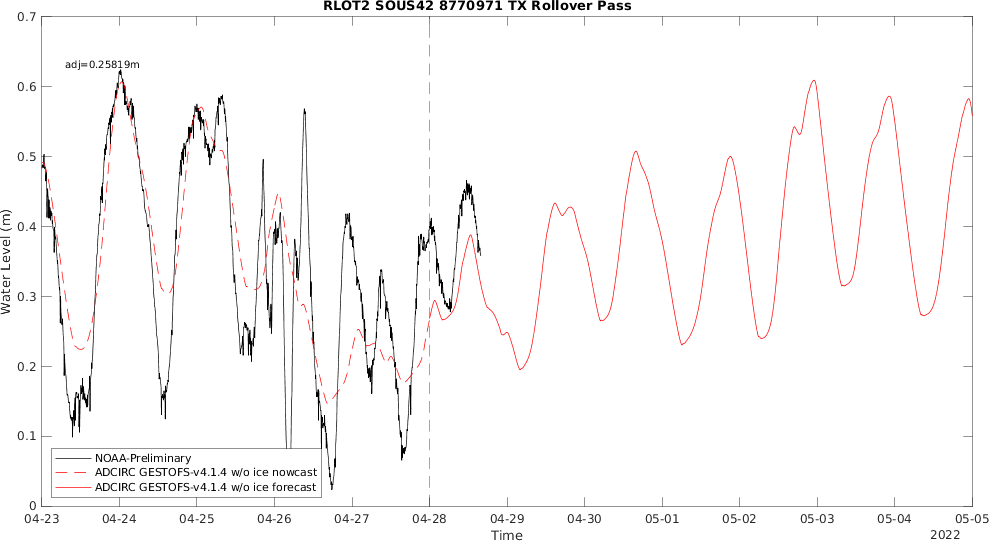 RLOT2 SOUS42 8770971 TX Rollover Pass
adj=0.25819m
Water Level (m)
0.7
0.6
0.5
0.4
0.3
0.2
0.1
0
NOAA-Preliminary
ADCIRC GESTOFS-v4.1.4 w/o ice nowcast
ADCIRC GESTOFS-v4.1.4 w/o ice forecast
04-23 04-24 04-25 04-26 04-27 04-28 04-29 04-30 05-01 05-02 05-03 05-04 05-05
Time
2022